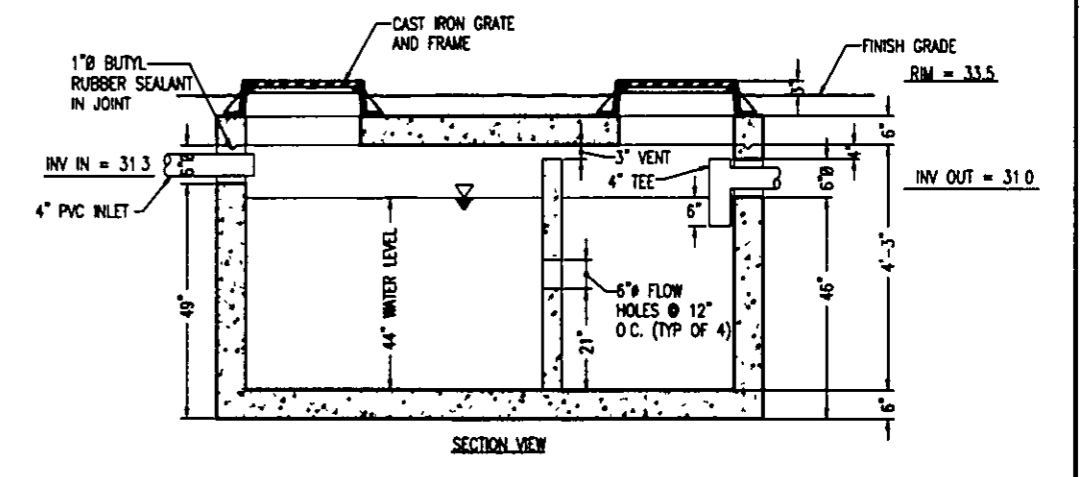 CAST IRON GRATE
AND FRAME
1"Ø BUTYL
RUBBER SEALANT
IN JOINT
FINISH GRADE
RIM = 33.5
6"
INV IN = 31.3
6"Ø
3" VENT
4" TEE
4"
6"Ø
INV OUT = 31.0
4" PVC INLET
6"
49"
44" WATER LEVEL
6"ø FLOW
HOLES @ 12"
O.C. (TYP OF 4)
21"
46"
4'-3"
6"
SECTION VIEW